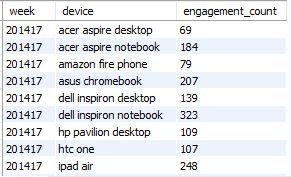 week device engagement_count
201417 acer aspire desktop 69
201417 acer aspire notebook 184
201417 amazon fire phone 79
201417 asus chromebook 207
201417 dell inspiron desktop 139
201417 dell inspiron notebook 323
201417 hp pavilion desktop 109
201417 htc one 107
201417 ipad air 248